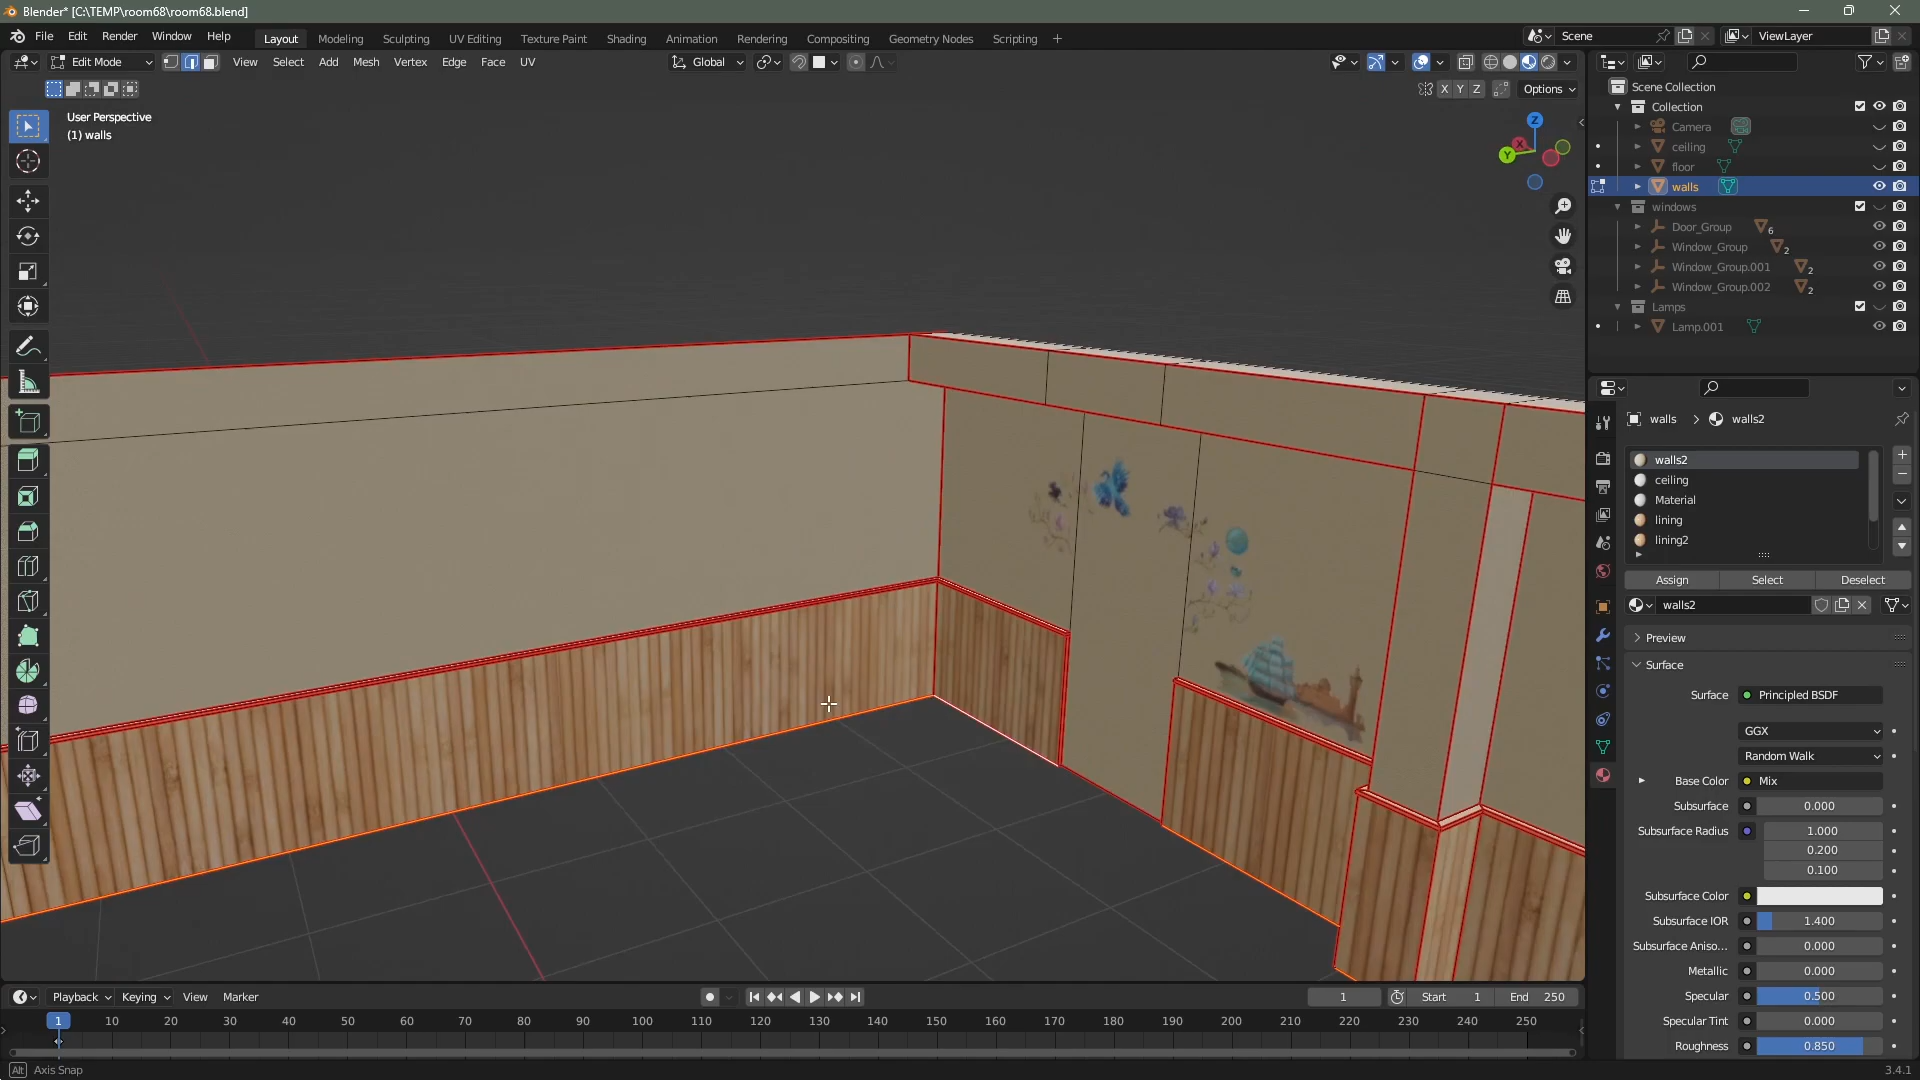 Blender* [C:\TEMP\room68\room68.blend]
File Edit Render Window Help Layout Modeling Sculpting UV Editing Texture Paint Shading Animation Rendering Compositing Geometry Nodes Scripting + Scene ViewLayer
Edit Mode View Select Add Mesh Vertex Edge Face UV Global
X Y Z Options
User Perspective
(1) walls
Z
X
Y
Scene Collection
Collection
Camera
ceiling
floor
walls
windows
Door_Group 6
Window_Group 2
Window_Group.001 2
Window_Group.002 2
Lamps
Lamp.001
walls > walls2
walls2
ceiling
Material
lining
lining2
Assign Select Deselect
walls2
Preview
Surface
Surface Principled BSDF
GGX
Random Walk
Base Color Mix
Subsurface 0.000
Subsurface Radius 1.000
0.200
0.100
Subsurface Color
Subsurface IOR 1.400
Subsurface Aniso... 0.000
Metallic 0.000
Specular 0.500
Specular Tint 0.000
Roughness 0.850
Playback Keying View Marker 1 Start 1 End 250
1 10 20 30 40 50 60 70 80 90 100 110 120 130 140 150 160 170 180 190 200 210 220 230 240 250
Alt Axis Snap 3.4.1